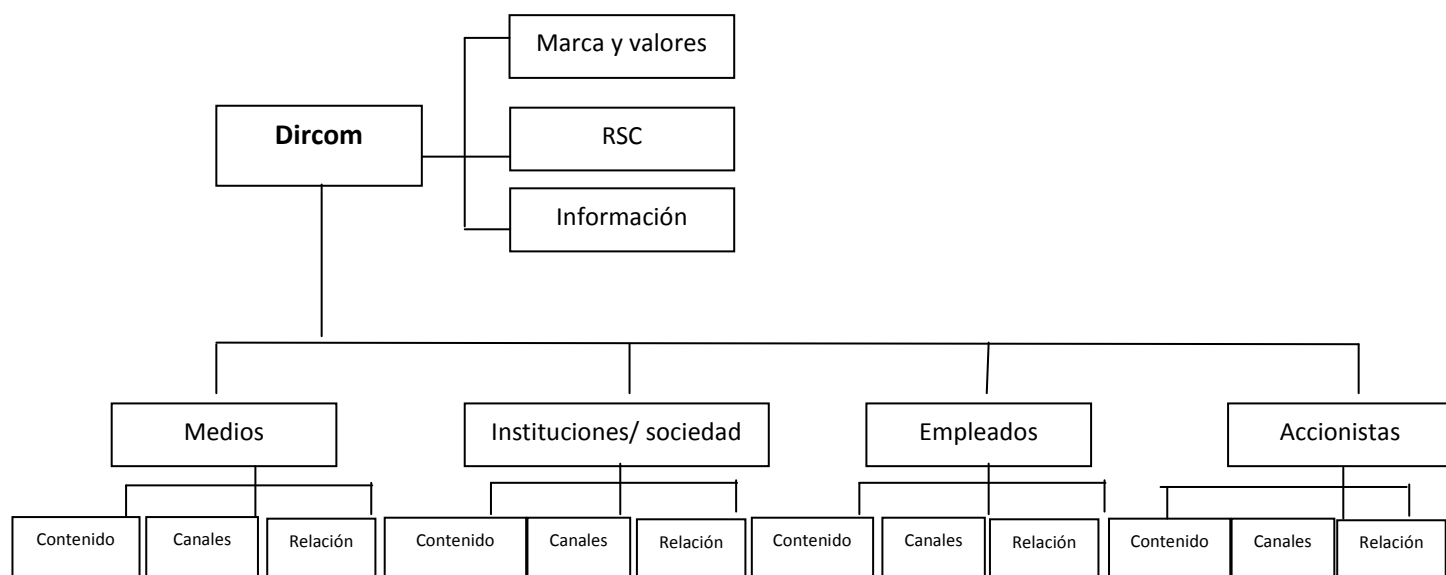 Marca y valores
Dircom
RSC
Información
Medios
Instituciones/ sociedad
Empleados
Accionistas
Contenido
Canales
Relación
Contenido
Canales
Relación
Contenido
Canales
Relación
Contenido
Canales
Relación